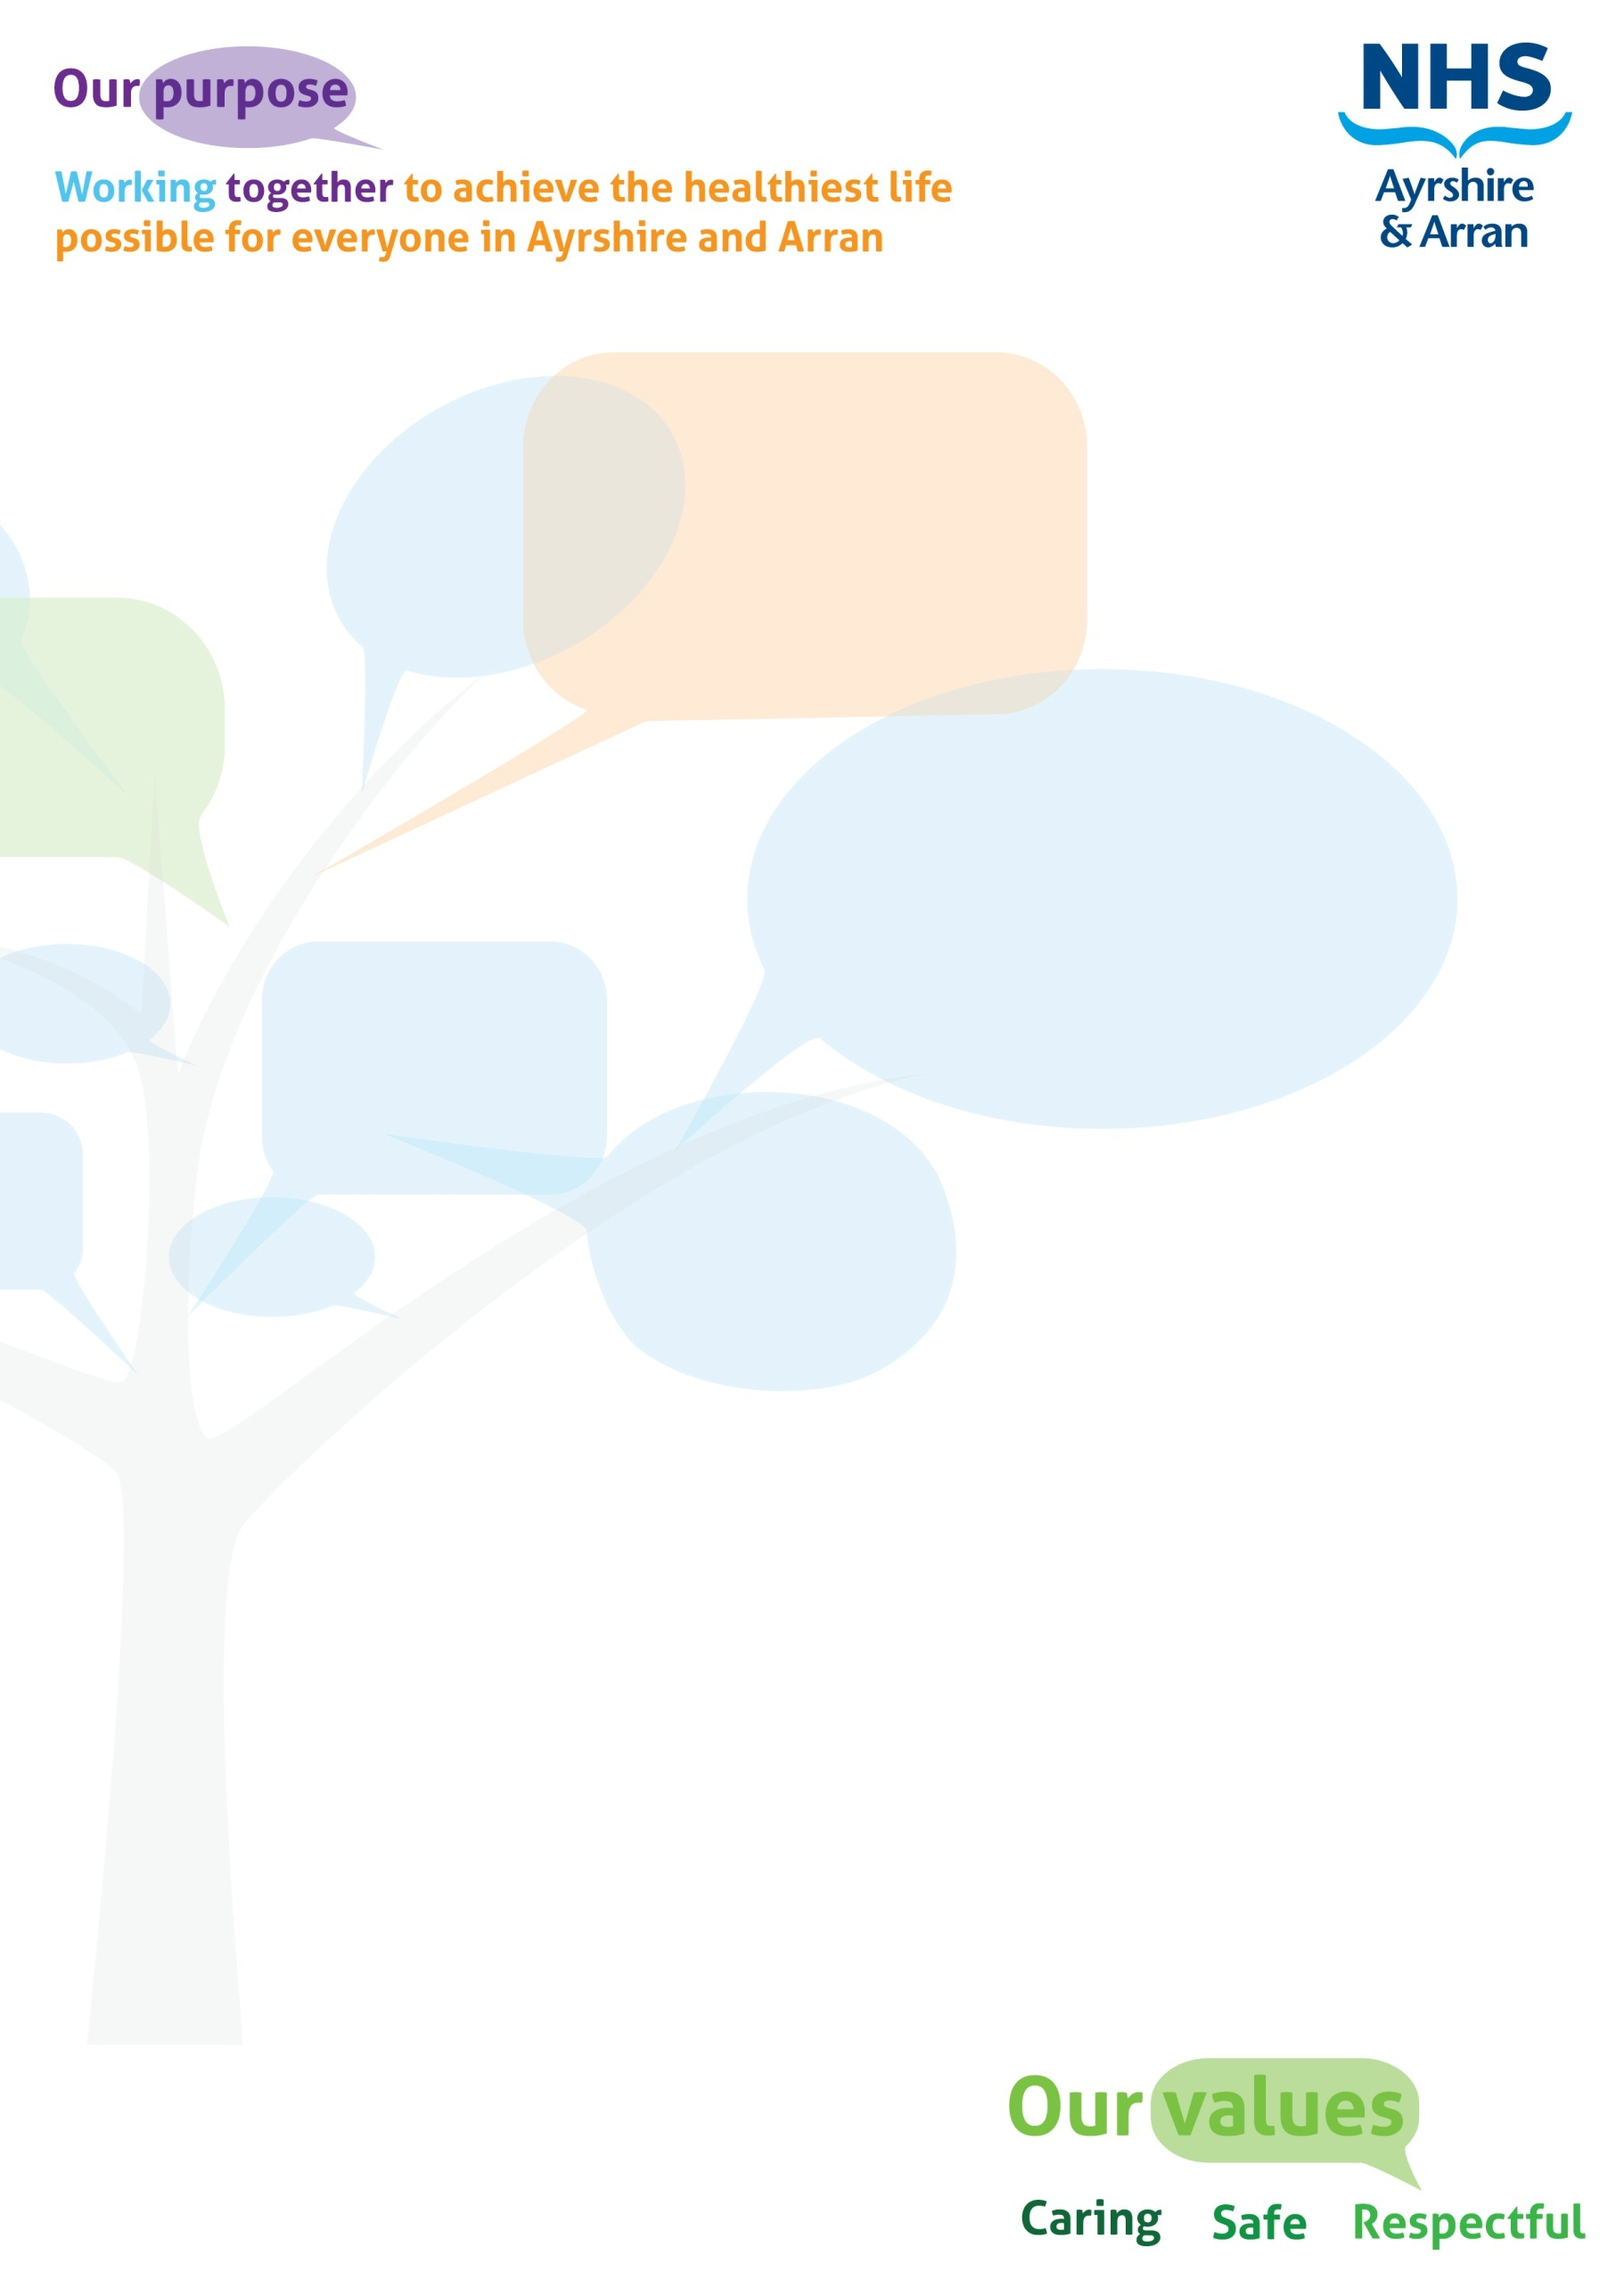 Our purpose
NHS
Working together to achieve the healthiest life
possible for everyone in Ayrshire and Arran
Ayrshire
& Arran
Our values
Caring Safe Respectful